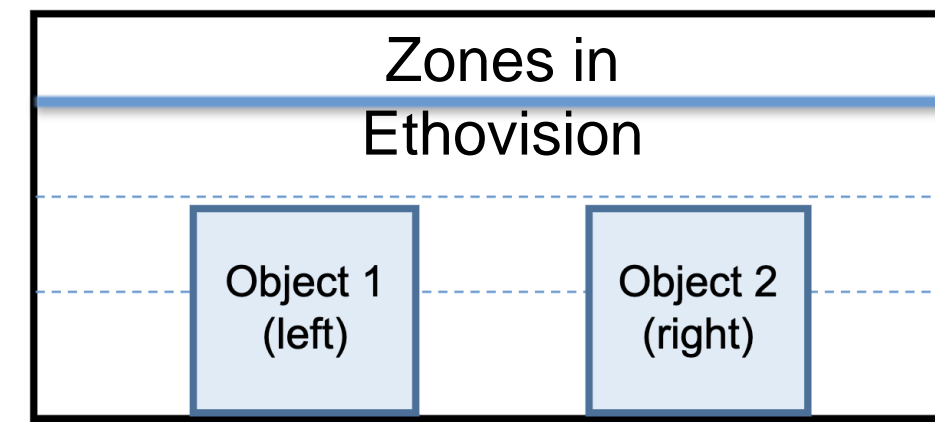 Zones in
Ethovision
Object 1
(left)
Object 2
(right)